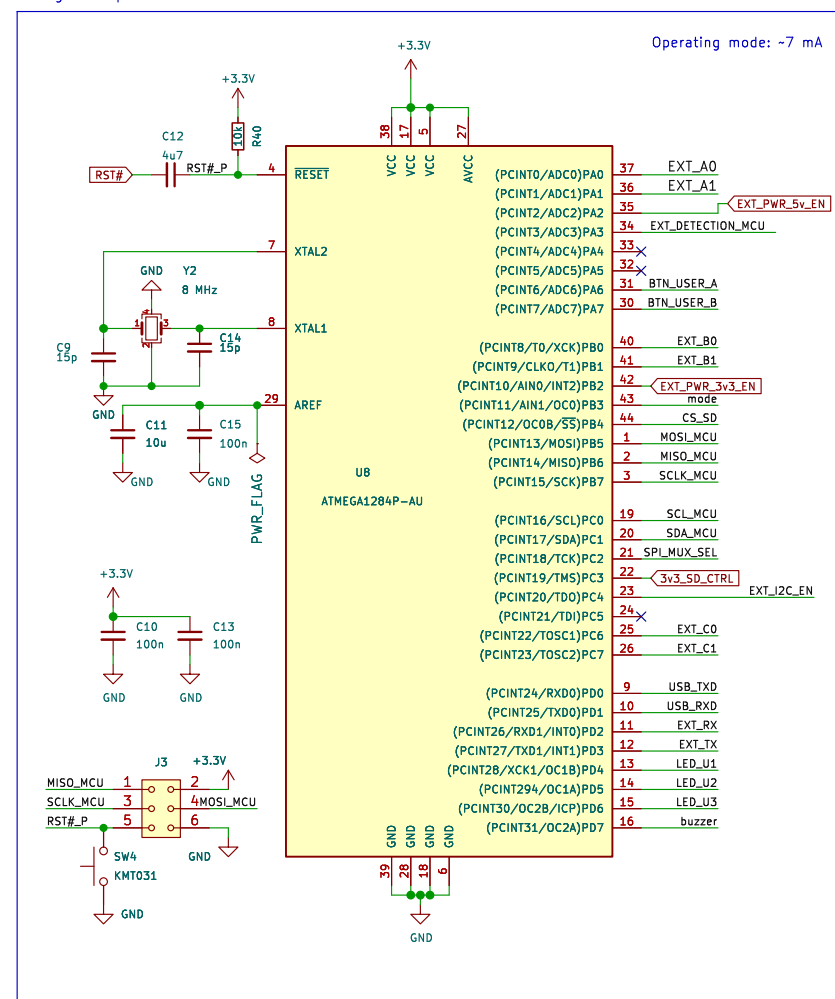 Operating mode: ~7 mA
+3.3V
+3.3V
C12
4u7
10k
R40
RST#
RST#_P
4
RESET
38
17
5
27
VCC
VCC
VCC
AVCC
7
XTAL2
GND
Y2
8 MHz
4
1
3
2
8
XTAL1
C9
15p
C14
15p
GND
29
AREF
C11
10u
C15
100n
GND
GND
PWR_FLAG
U8
ATMEGA1284P-AU
(PCINT0/ADC0)PA0 37 EXT_A0
(PCINT1/ADC1)PA1 36 EXT_A1
(PCINT2/ADC2)PA2 35 EXT_PWR_5v_EN
(PCINT3/ADC3)PA3 34 EXT_DETECTION_MCU
(PCINT4/ADC4)PA4 33
(PCINT5/ADC5)PA5 32
(PCINT6/ADC6)PA6 31 BTN_USER_A
(PCINT7/ADC7)PA7 30 BTN_USER_B
(PCINT8/T0/XCK)PB0 40 EXT_B0
(PCINT9/CLKO/T1)PB1 41 EXT_B1
(PCINT10/AIN0/INT2)PB2 42 EXT_PWR_3v3_EN
(PCINT11/AIN1/OC0)PB3 43 mode
(PCINT12/OC0B/SS)PB4 44 CS_SD
(PCINT13/MOSI)PB5 1 MOSI_MCU
(PCINT14/MISO)PB6 2 MISO_MCU
(PCINT15/SCK)PB7 3 SCLK_MCU
(PCINT16/SCL)PC0 19 SCL_MCU
(PCINT17/SDA)PC1 20 SDA_MCU
(PCINT18/TCK)PC2 21 SPI_MUX_SEL
(PCINT19/TMS)PC3 22 3v3_SD_CTRL
(PCINT20/TDO)PC4 23 EXT_I2C_EN
(PCINT21/TDI)PC5 24
(PCINT22/TOSC1)PC6 25 EXT_C0
(PCINT23/TOSC2)PC7 26 EXT_C1
(PCINT24/RXD0)PD0 9 USB_TXD
(PCINT25/TXD0)PD1 10 USB_RXD
(PCINT26/RXD1/INT0)PD2 11 EXT_RX
(PCINT27/TXD1/INT1)PD3 12 EXT_TX
(PCINT28/XCK1/OC1B)PD4 13 LED_U1
(PCINT294/OC1A)PD5 14 LED_U2
(PCINT30/OC2B/ICP)PD6 15 LED_U3
(PCINT31/OC2A)PD7 16 buzzer
+3.3V
C10
100n
C13
100n
GND
GND
J3
+3.3V
MISO_MCU 1 2
SCLK_MCU 3 4 MOSI_MCU
RST#_P 5 6
GND
SW4
KMT031
GND
GND
GND
GND
GND
39
28
18
6
GND